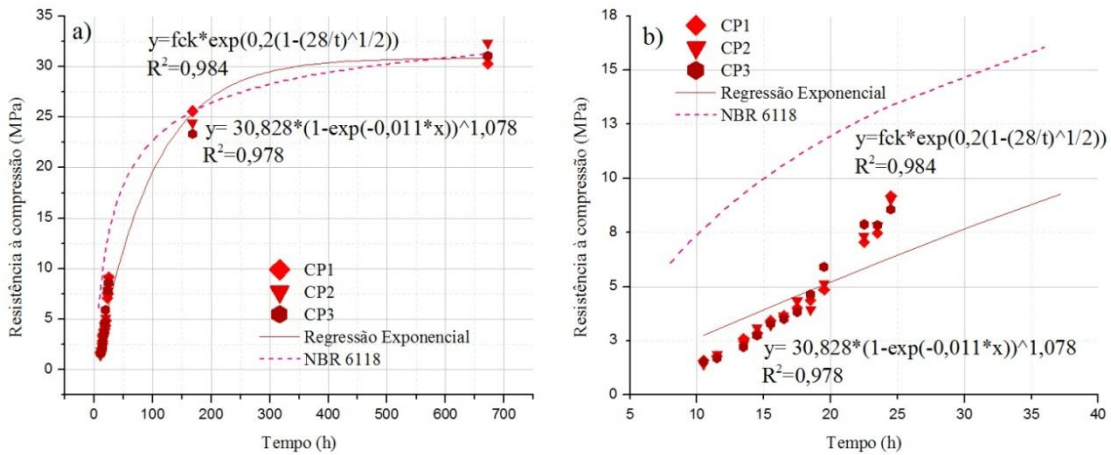 a)
35
30
25
20
15
10
5
0
Resistência à compressão (MPa)
y=fck*exp(0,2(1-(28/t)^1/2))
R²=0,984
y= 30,828*(1-exp(-0,011*x))^1,078
R²=0,978
CP1
CP2
CP3
Regressão Exponencial
NBR 6118
0 100 200 300 400 500 600 700
Tempo (h)
b)
18
15
13
10
8
5
3
0
Resistência à compressão (MPa)
CP1
CP2
CP3
Regressão Exponencial
NBR 6118
y=fck*exp(0,2(1-(28/t)^1/2))
R²=0,984
y= 30,828*(1-exp(-0,011*x))^1,078
R²=0,978
5 10 15 20 25 30 35 40
Tempo (h)